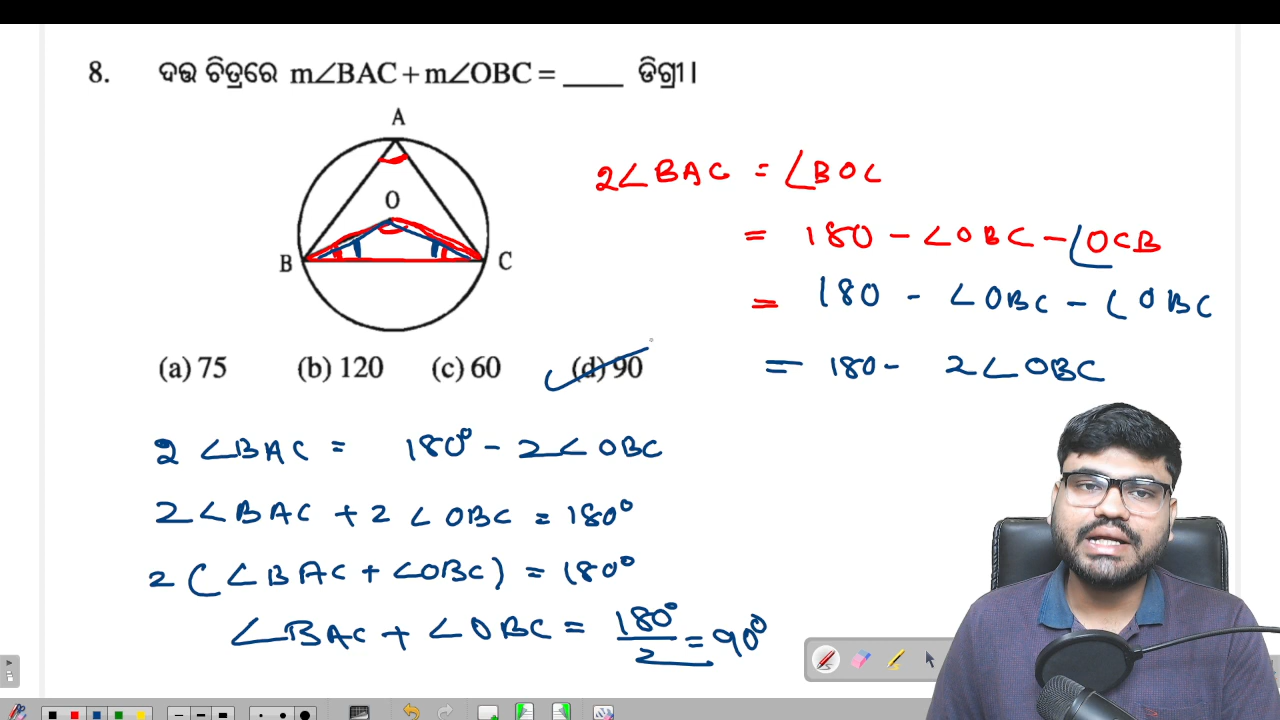 8. ଦତ୍ତ ଚିତ୍ରରେ m∠BAC + m∠OBC = ____ ଡିଗ୍ରୀ।
A
O
B
C
(a) 75 (b) 120 (c) 60 (d) 90
2∠BAC = ∠BOC
= 180 - ∠OBC - ∠OCB
= 180 - ∠OBC - ∠OBC
= 180 - 2∠OBC
2 ∠BAC = 180° - 2∠OBC
2∠BAC + 2∠OBC = 180°
2(∠BAC + ∠OBC) = 180°
∠BAC + ∠OBC = 180°/2 = 90°